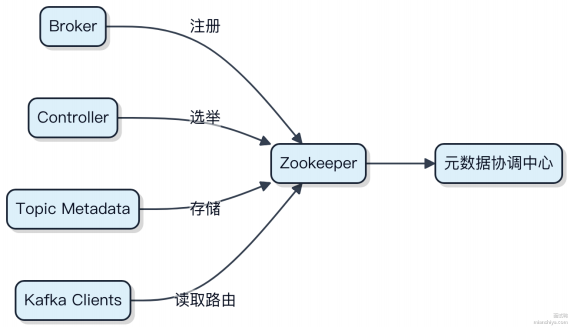 Broker
注册
Controller
选举
Zookeeper
元数据协调中心
Topic Metadata
存储
Kafka Clients
读取路由